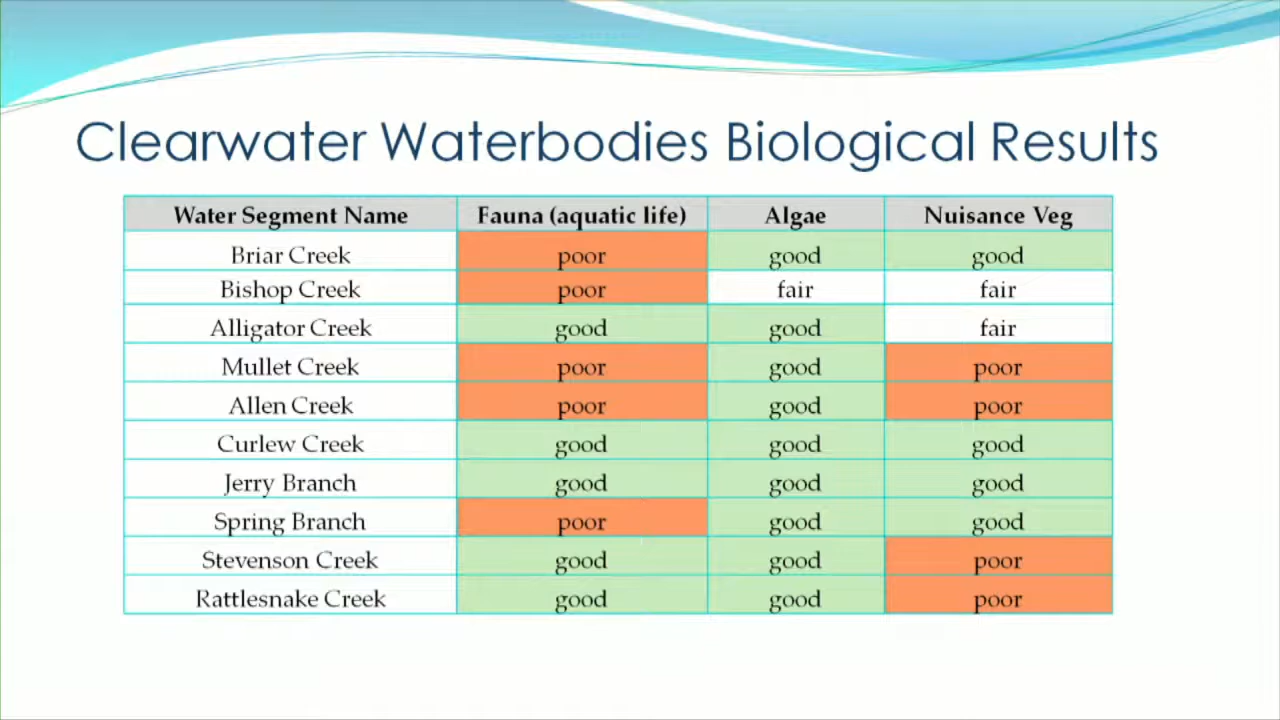 Clearwater Waterbodies Biological Results
Water Segment Name Fauna (aquatic life) Algae Nuisance Veg
Briar Creek poor good good
Bishop Creek poor fair fair
Alligator Creek good good fair
Mullet Creek poor good poor
Allen Creek poor good poor
Curlew Creek good good good
Jerry Branch good good good
Spring Branch poor good good
Stevenson Creek good good poor
Rattlesnake Creek good good poor